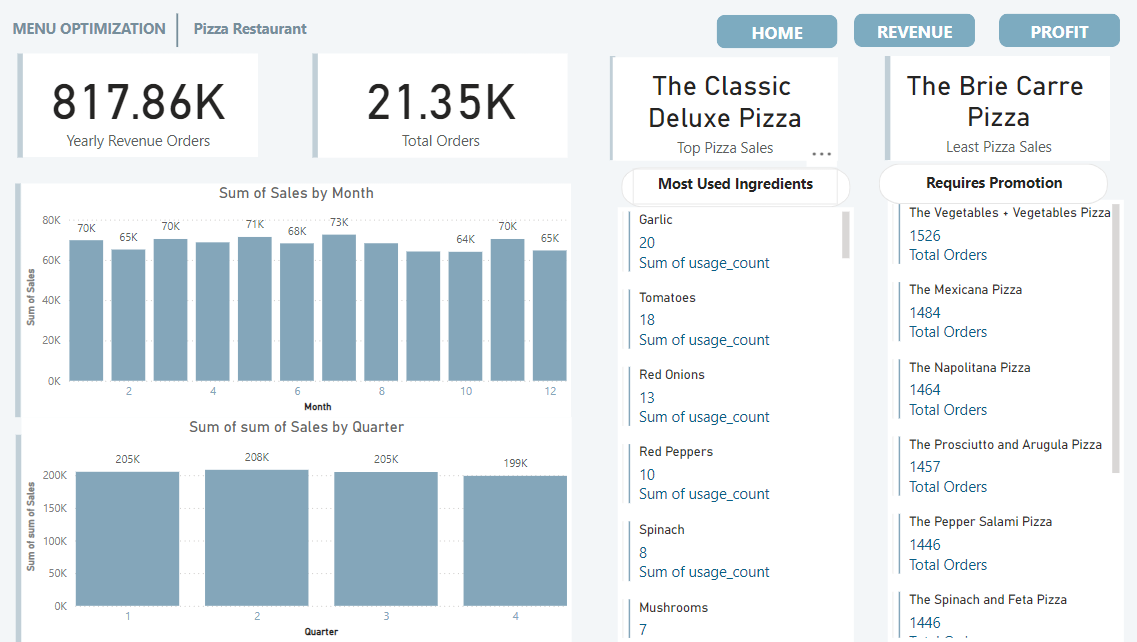 MENU OPTIMIZATION
Pizza Restaurant
HOME
REVENUE
PROFIT
817.86K
Yearly Revenue Orders
21.35K
Total Orders
The Classic
Deluxe Pizza
Top Pizza Sales
...
The Brie Carre
Pizza
Least Pizza Sales
Sum of Sales by Month
Sum of Sales
80K
60K
40K
20K
0K
70K
65K
70K
71K
68K
73K
64K
70K
65K
2
4
6
8
10
12
Month
Sum of sum of Sales by Quarter
Sum of sum of Sales
200K
150K
100K
50K
0K
205K
208K
205K
199K
1
2
3
4
Quarter
Most Used Ingredients
Garlic
20
Sum of usage_count
Tomatoes
18
Sum of usage_count
Red Onions
13
Sum of usage_count
Red Peppers
10
Sum of usage_count
Spinach
8
Sum of usage_count
Mushrooms
7
Requires Promotion
The Vegetables + Vegetables Pizza
1526
Total Orders
The Mexicana Pizza
1484
Total Orders
The Napolitana Pizza
1464
Total Orders
The Prosciutto and Arugula Pizza
1457
Total Orders
The Pepper Salami Pizza
1446
Total Orders
The Spinach and Feta Pizza
1446